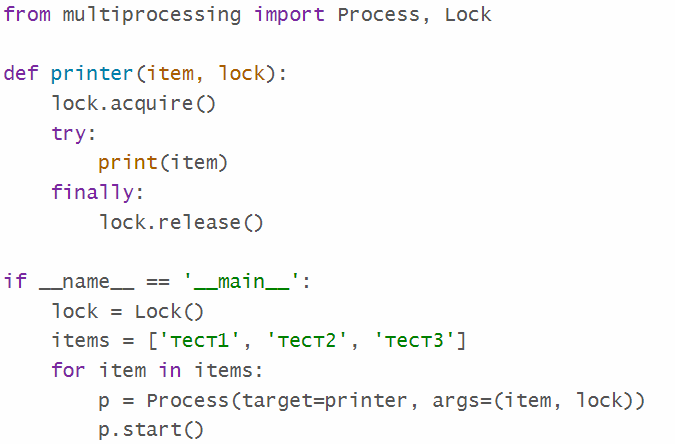 from multiprocessing import Process, Lock

def printer(item, lock):
    lock.acquire()
    try:
        print(item)
    finally:
        lock.release()

if __name__ == '__main__':
    lock = Lock()
    items = ['тест1', 'тест2', 'тест3']
    for item in items:
        p = Process(target=printer, args=(item, lock))
        p.start()